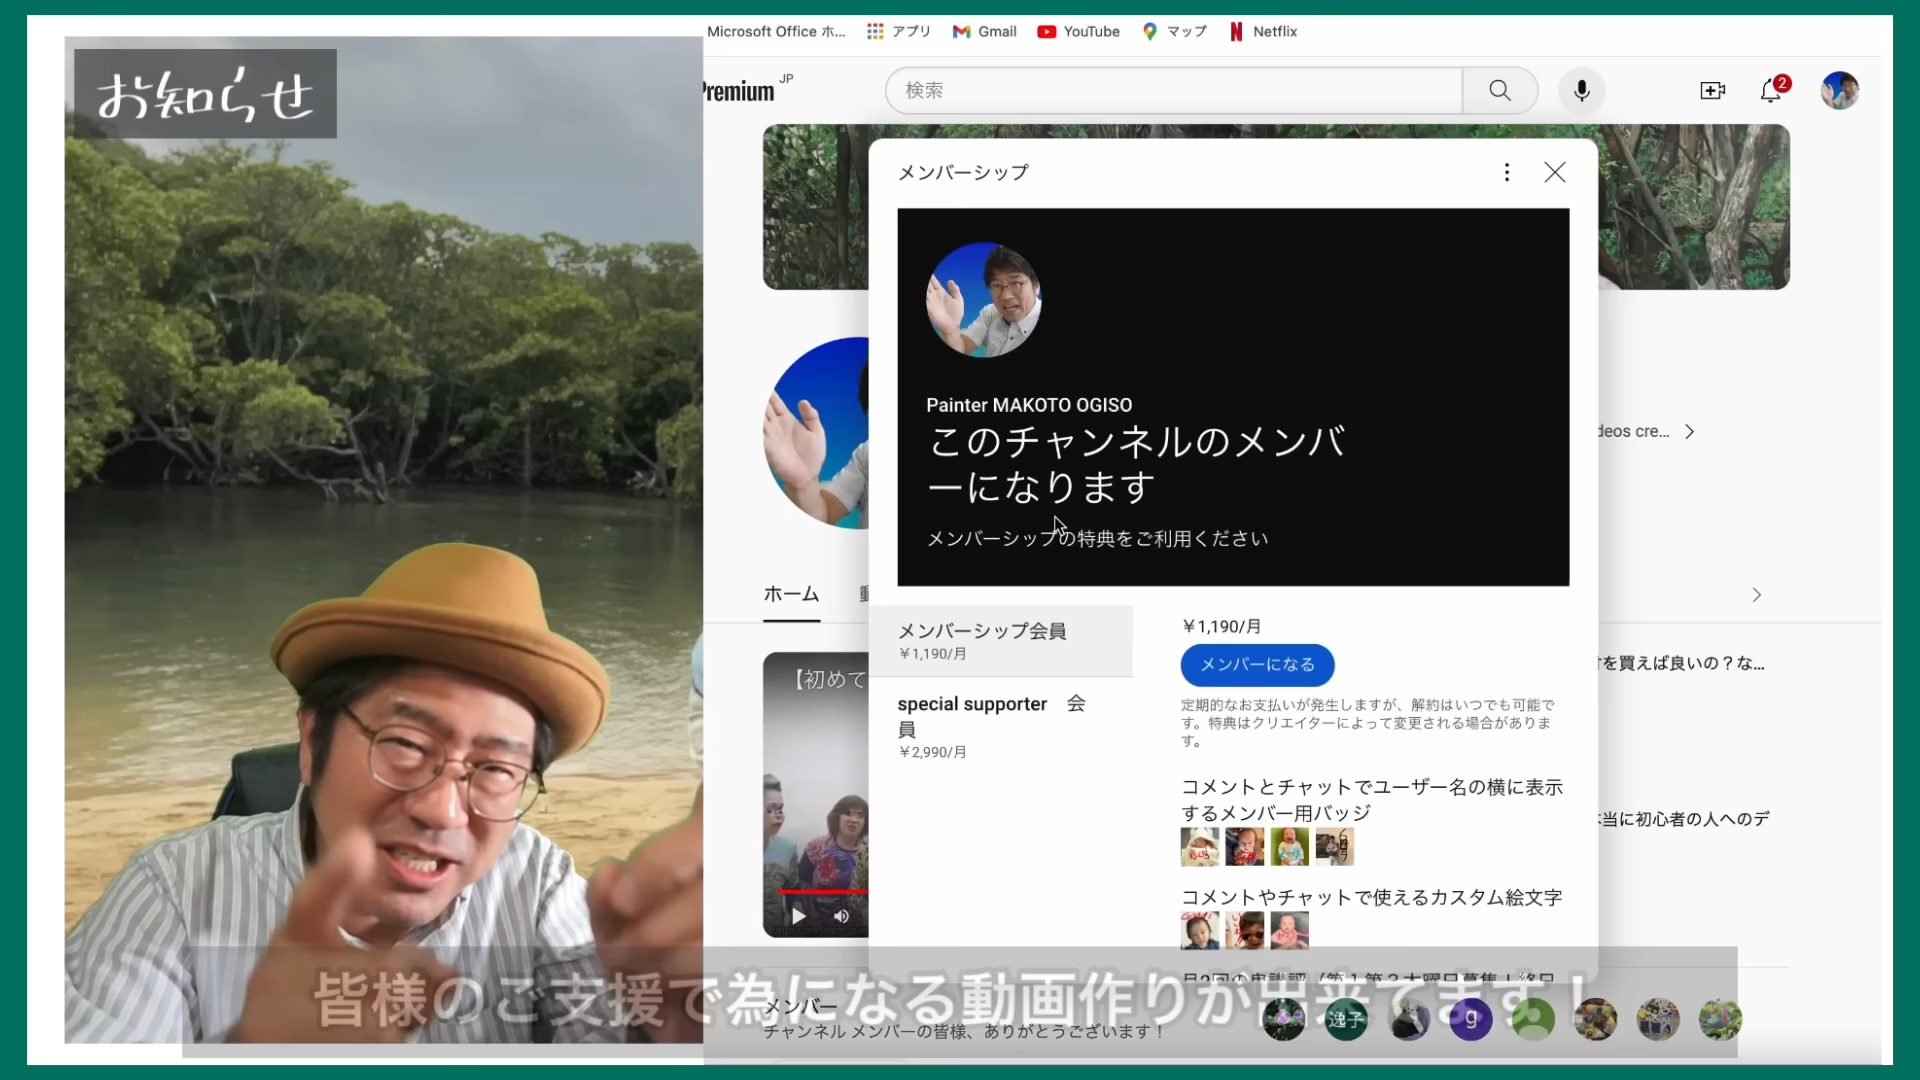 お知らせ
Microsoft Office ホ... アプリ Gmail YouTube マップ Netflix
Premium JP
検索
2
メンバーシップ
Painter MAKOTO OGISO
このチャンネルのメンバ
ーになります
メンバーシップの特典をご利用ください
deos cre...
ホーム
メンバーシップ会員
￥1,190/月
special supporter 会
員
￥2,990/月
￥1,190/月
メンバーになる
定期的なお支払いが発生しますが、解約はいつでも可能で
す。特典はクリエイターによって変更される場合がありま
す。
コメントとチャットでユーザー名の横に表示
するメンバー用バッジ
コメントやチャットで使えるカスタム絵文字
【初めて
を買えば良いの？な...
当に初心者の人へのデ
皆様のご支援で為になる動画作りが出来てます！
メンバー
チャンネル メンバーの皆様、ありがとうございます！
逸子
g